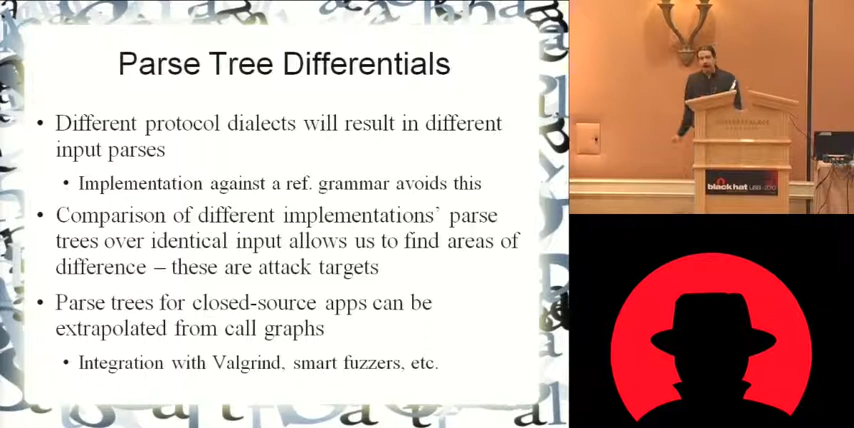 Parse Tree Differentials
• Different protocol dialects will result in different
input parses
• Implementation against a ref. grammar avoids this
• Comparison of different implementations' parse
trees over identical input allows us to find areas of
difference – these are attack targets
• Parse trees for closed-source apps can be
extrapolated from call graphs
• Integration with Valgrind, smart fuzzers, etc.
black hat